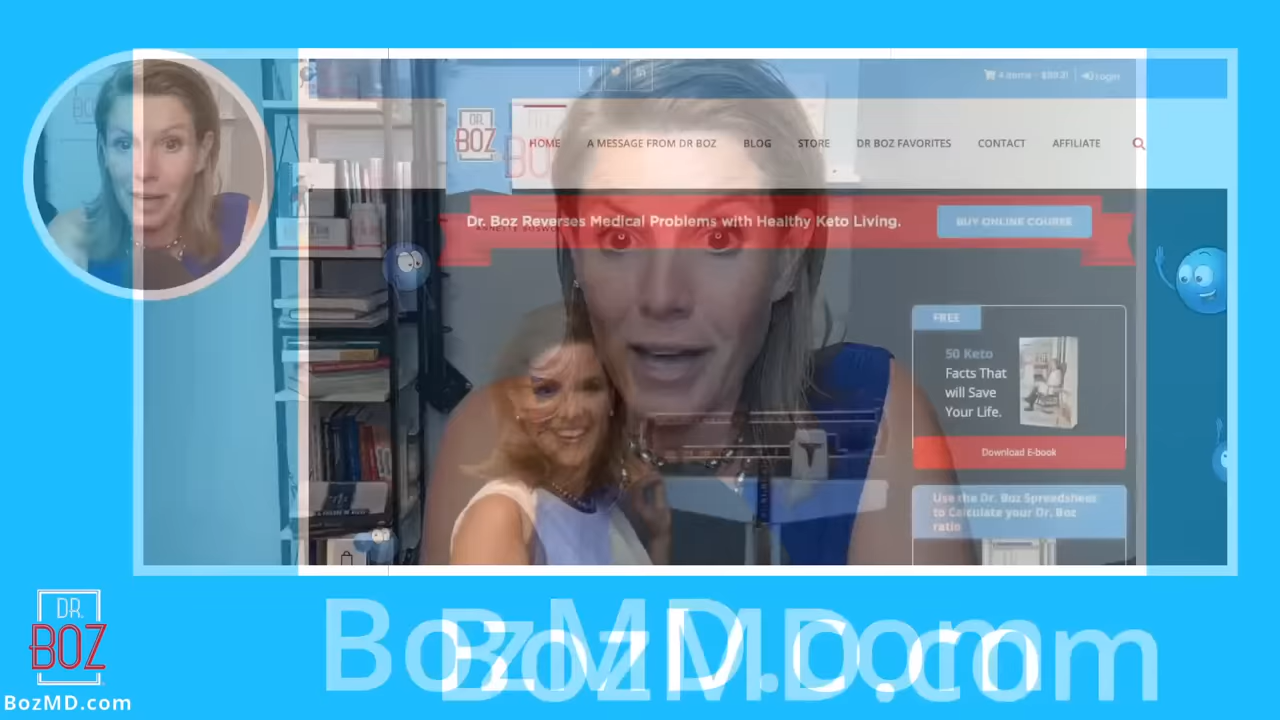 4 items - $99.31 Login
DR.
BOZ
HOME A MESSAGE FROM DR BOZ BLOG STORE DR BOZ FAVORITES CONTACT AFFILIATE
Dr. Boz Reverses Medical Problems with Healthy Keto Living.
BUY ONLINE COURSE
FREE
50 Keto
Facts That
will Save
Your Life.
Download E-book
Use the Dr. Boz Spreadsheet
to Calculate your Dr. Boz
ratio
DR.
BOZ
BozMD.com
BozMD.com
BozMD.com